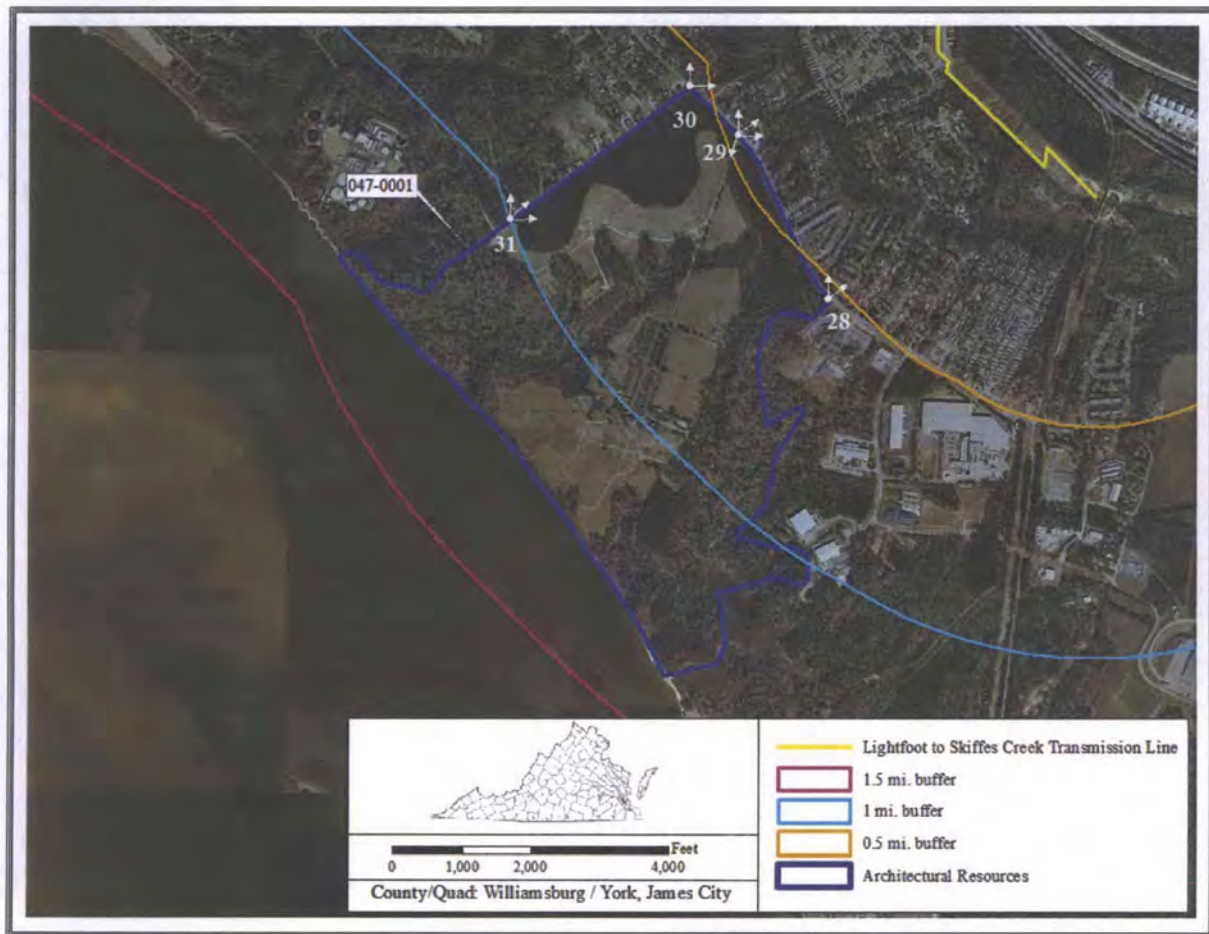 30
29
047-0001
31
28
Lightfoot to Skiffes Creek Transmission Line
1.5 mi. buffer
1 mi. buffer
0.5 mi. buffer
Architectural Resources
Feet
0 1,000 2,000 4,000
County/Quad: Williamsburg / York, James City